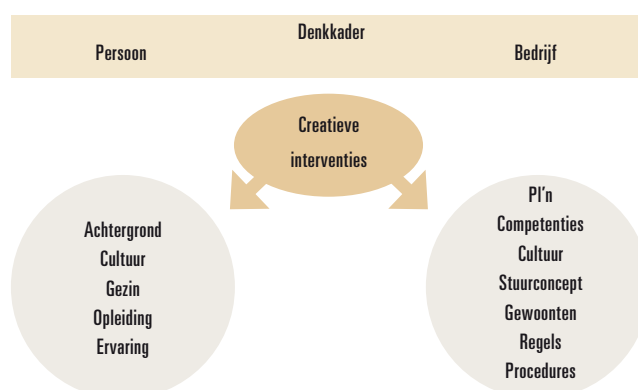 Denkkader
Persoon
Bedrijf
Creatieve
interventies
Achtergrond
Cultuur
Gezin
Opleiding
Ervaring
PI'n
Competenties
Cultuur
Stuurconcept
Gewoonten
Regels
Procedures